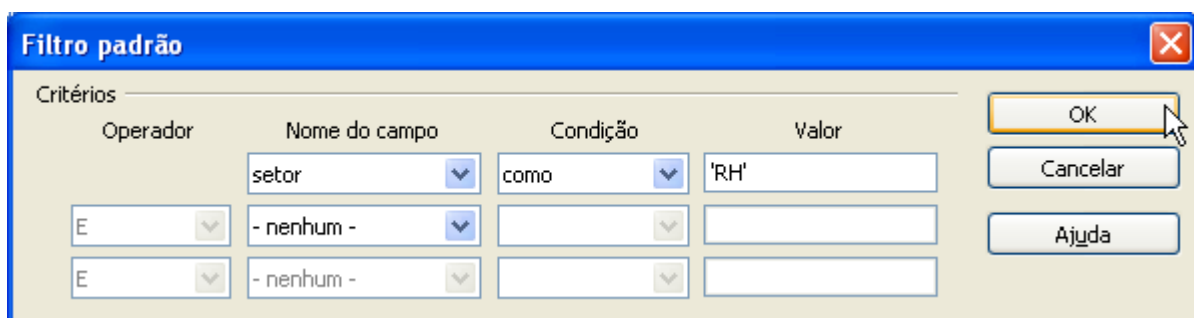 Filtro padrão
Critérios
Operador Nome do campo Condição Valor
setor como 'RH'
E - nenhum -
E - nenhum -
OK
Cancelar
Ajuda